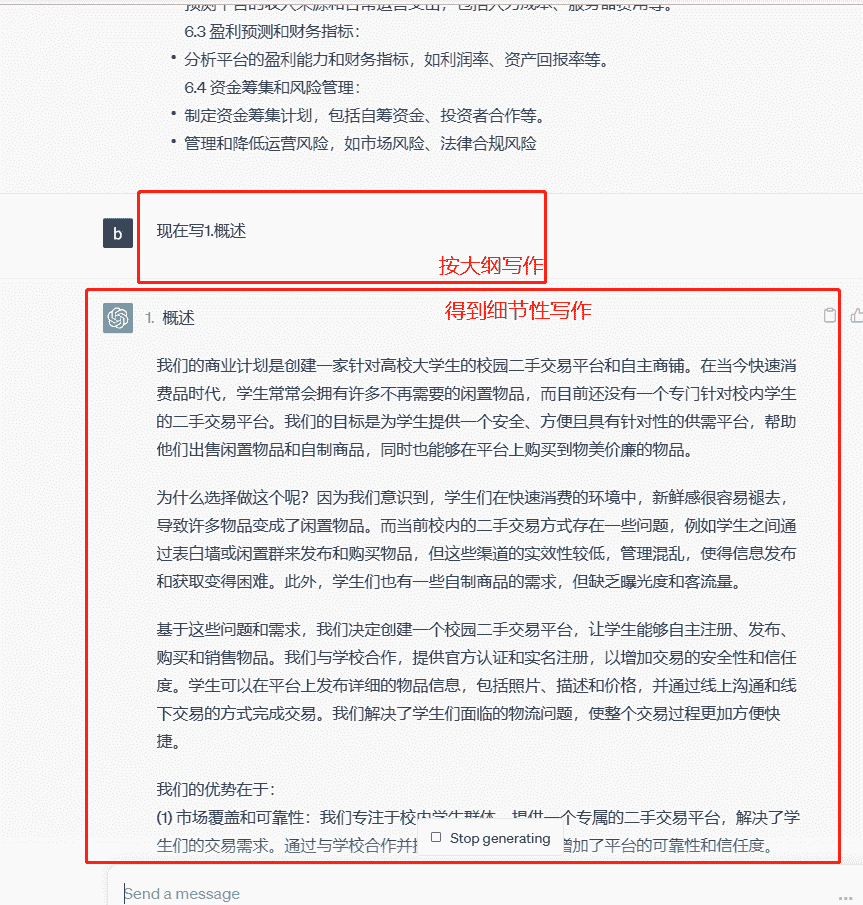 预测平台的收入来源和日常运营支出，包括人力成本、服务器费用等。
6.3 盈利预测和财务指标：
• 分析平台的盈利能力和财务指标，如利润率、资产回报率等。
6.4 资金筹集和风险管理：
• 制定资金筹集计划，包括自筹资金、投资者合作等。
• 管理和降低运营风险，如市场风险、法律合规风险
b
现在写1.概述
按大纲写作
得到细节性写作
1. 概述
我们的商业计划是创建一家针对高校大学生的校园二手交易平台和自主商铺。在当今快速消
费品时代，学生常常会拥有许多不再需要的闲置物品，而目前还没有一个专门针对校内学生
的二手交易平台。我们的目标是为学生提供一个安全、方便且具有针对性的供需平台，帮助
他们出售闲置物品和自制商品，同时也能够在平台上购买到物美价廉的物品。
为什么选择做这个呢？因为我们意识到，学生们在快速消费的环境中，新鲜感很容易褪去，
导致许多物品变成了闲置物品。而当前校内的二手交易方式存在一些问题，例如学生之间通
过表白墙或闲置群来发布和购买物品，但这些渠道的实效性较低，管理混乱，使得信息发布
和获取变得困难。此外，学生们也有一些自制商品的需求，但缺乏曝光度和客流量。
基于这些问题和需求，我们决定创建一个校园二手交易平台，让学生能够自主注册、发布、
购买和销售物品。我们与学校合作，提供官方认证和实名注册，以增加交易的安全性和信任
度。学生可以在平台上发布详细的物品信息，包括照片、描述和价格，并通过线上沟通和线
下交易的方式完成交易。我们解决了学生们面临的物流问题，使整个交易过程更加方便快
捷。
我们的优势在于：
(1) 市场覆盖和可靠性：我们专注于校内学生群体，提供一个专属的二手交易平台，解决了学
生们的交易需求。通过与学校合作并 增加了平台的可靠性和信任度。
Stop generating
Send a message